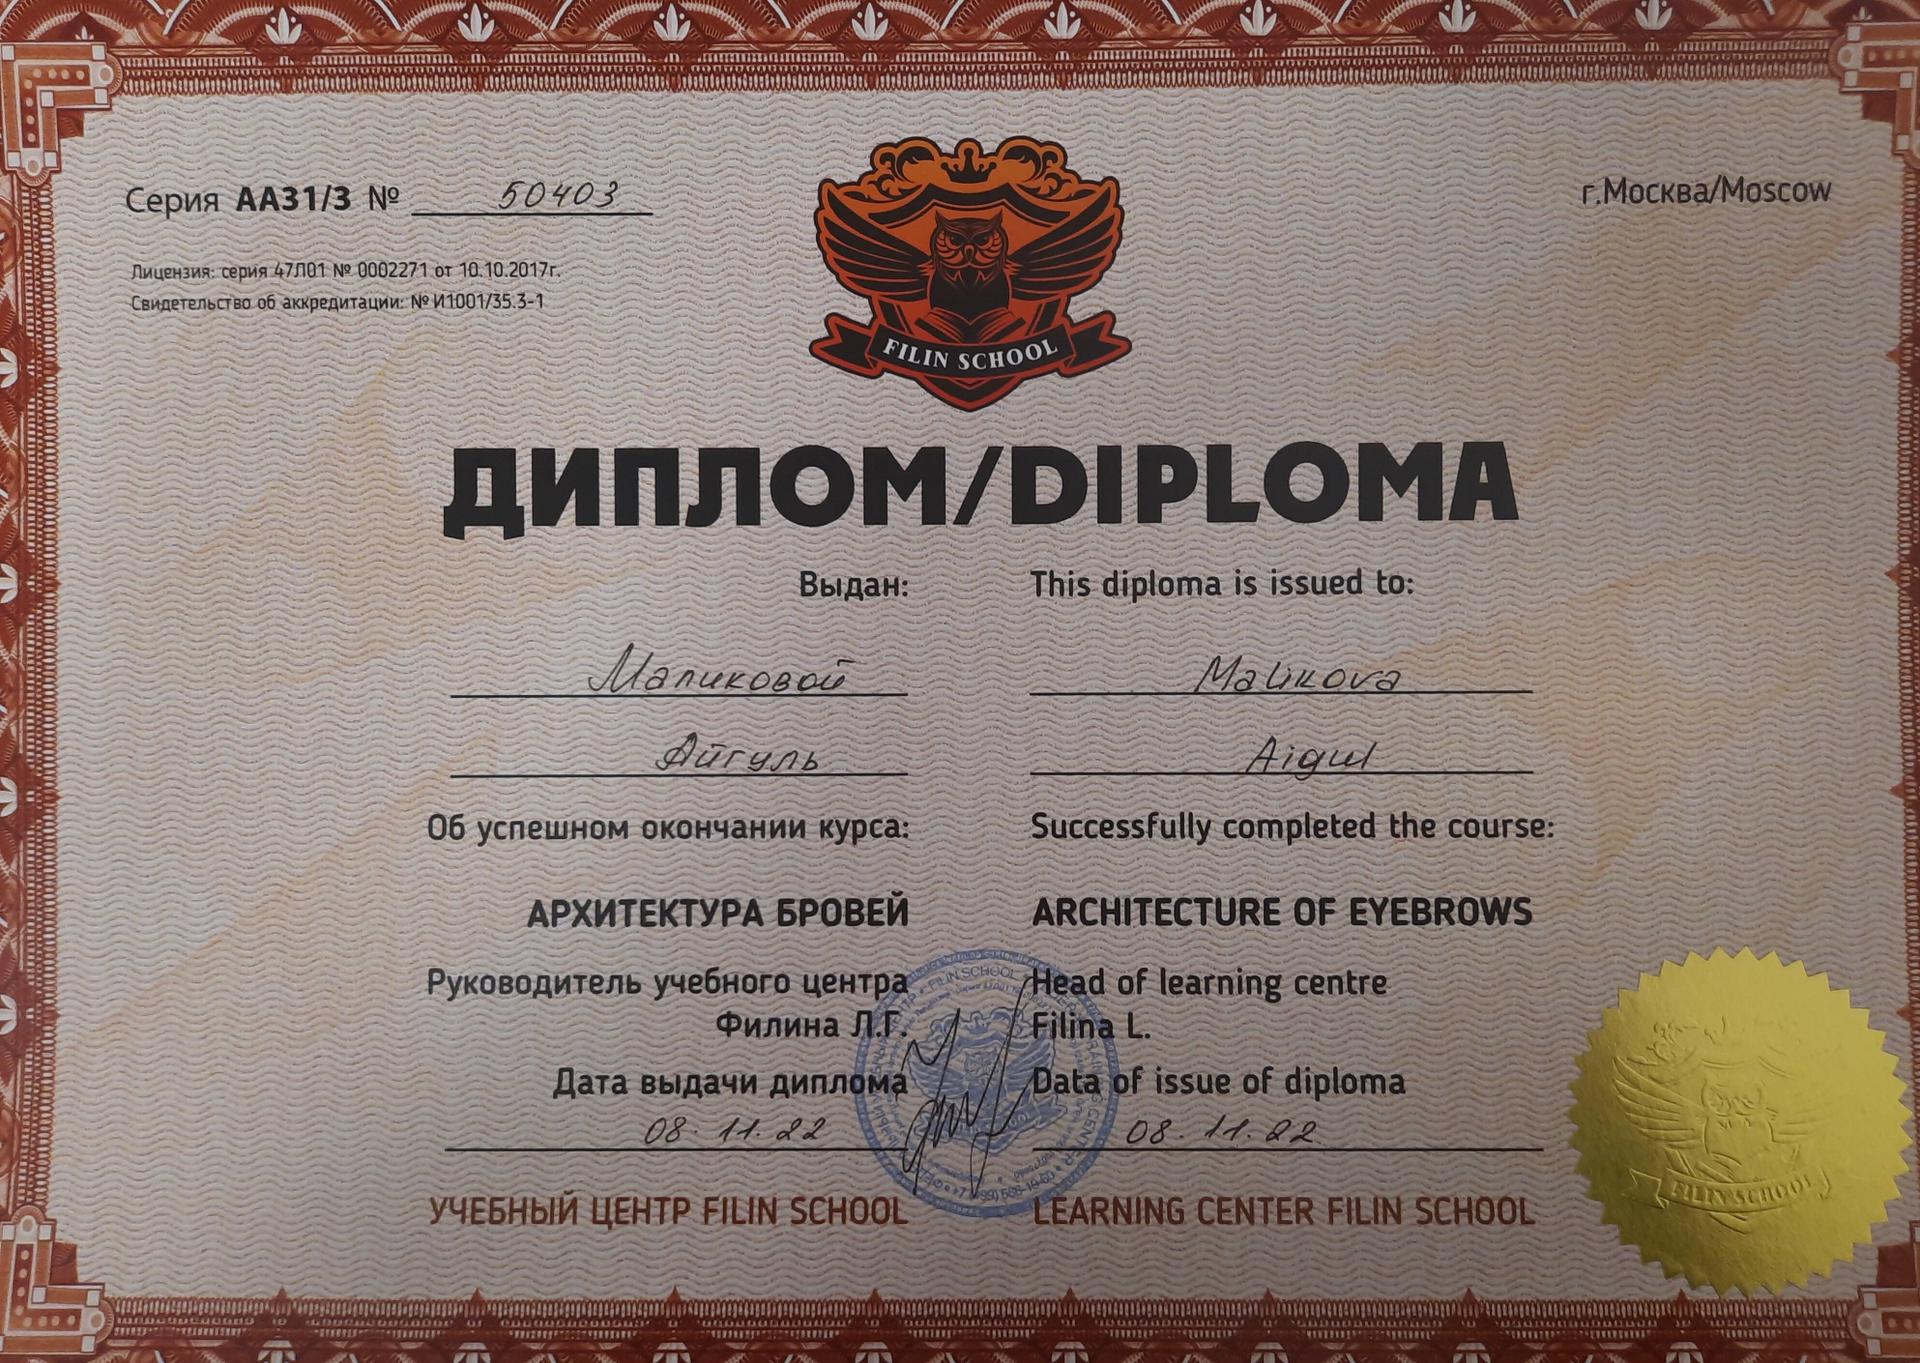 Серия АА31/3 № 50403
г.Москва/Moscow
Лицензия: серия 47Л01 № 0002271 от 10.10.2017г.
Свидетельство об аккредитации: № И1001/35.3-1
FILIN SCHOOL
ДИПЛОМ/DIPLOMA
Выдан: This diploma is issued to:
Маликовой Malikova
Айгуль Aigul
Об успешном окончании курса: Successfully completed the course:
АРХИТЕКТУРА БРОВЕЙ ARCHITECTURE OF EYEBROWS
Руководитель учебного центра Head of learning centre
Филина Л.Г. Filina L.
Дата выдачи диплома Data of issue of diploma
08.11.22 08.11.22
УЧЕБНЫЙ ЦЕНТР FILIN SCHOOL LEARNING CENTER FILIN SCHOOL
FILIN SCHOOL
FILIN SCHOOL